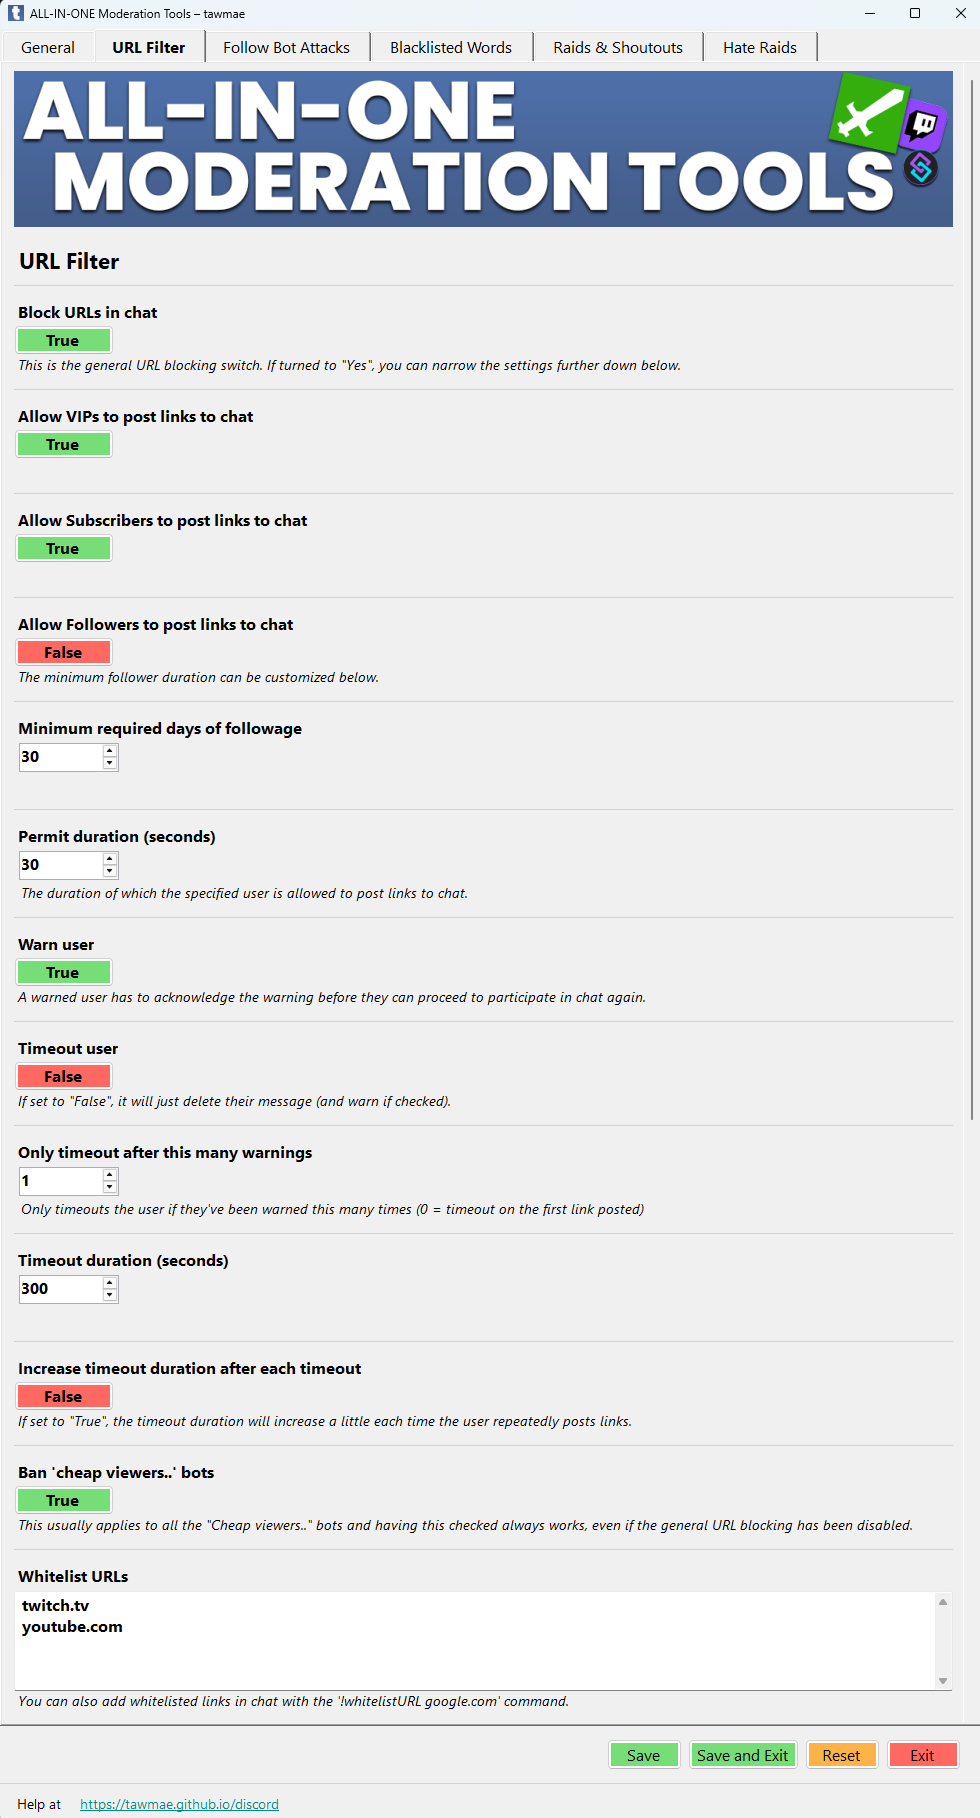 ALL-IN-ONE Moderation Tools – tawmae
General URL Filter Follow Bot Attacks Blacklisted Words Raids & Shoutouts Hate Raids
ALL-IN-ONE
MODERATION TOOLS
URL Filter
Block URLs in chat
True
This is the general URL blocking switch. If turned to "Yes", you can narrow the settings further down below.
Allow VIPs to post links to chat
True
Allow Subscribers to post links to chat
True
Allow Followers to post links to chat
False
The minimum follower duration can be customized below.
Minimum required days of followage
30
Permit duration (seconds)
30
The duration of which the specified user is allowed to post links to chat.
Warn user
True
A warned user has to acknowledge the warning before they can proceed to participate in chat again.
Timeout user
False
If set to "False", it will just delete their message (and warn if checked).
Only timeout after this many warnings
1
Only timeouts the user if they've been warned this many times (0 = timeout on the first link posted)
Timeout duration (seconds)
300
Increase timeout duration after each timeout
False
If set to "True", the timeout duration will increase a little each time the user repeatedly posts links.
Ban 'cheap viewers..' bots
True
This usually applies to all the "Cheap viewers.." bots and having this checked always works, even if the general URL blocking has been disabled.
Whitelist URLs
twitch.tv
youtube.com
You can also add whitelisted links in chat with the '!whitelistURL google.com' command.
Save Save and Exit Reset Exit
Help at https://tawmae.github.io/discord